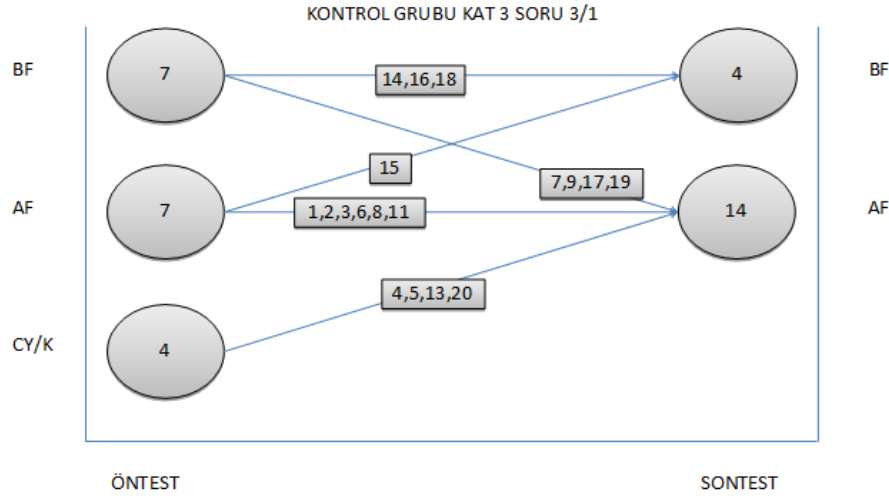 KONTROL GRUBU KAT 3 SORU 3/1
BF
7
14,16,18
4
BF
15
7,9,17,19
AF
7
1,2,3,6,8,11
14
AF
4,5,13,20
CY/K
4
ÖNTEST
SONTEST